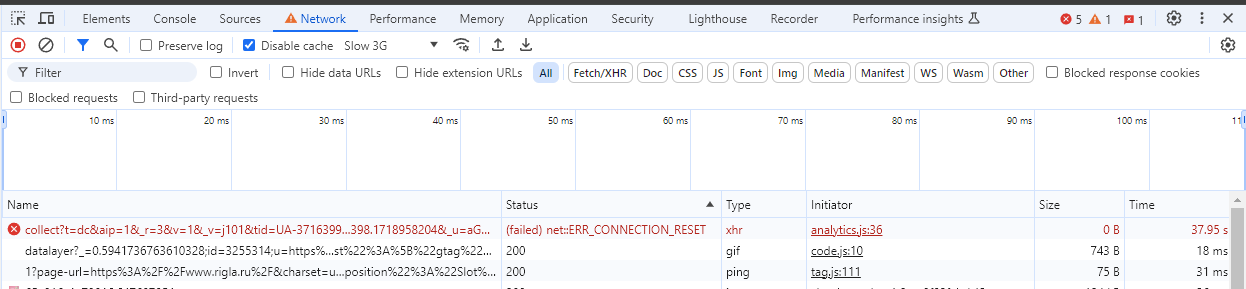 Elements Console Sources Network Performance Memory Application Security Lighthouse Recorder Performance insights 5 1 1
Preserve log Disable cache Slow 3G
Filter Invert Hide data URLs Hide extension URLs All Fetch/XHR Doc CSS JS Font Img Media Manifest WS Wasm Other Blocked response cookies
Blocked requests Third-party requests
10 ms 20 ms 30 ms 40 ms 50 ms 60 ms 70 ms 80 ms 90 ms 100 ms 11
Name Status Type Initiator Size Time
collect?t=dc&aip=1&_r=3&v=1&_v=j101&tid=UA-3716399...398.1718958204&_u=aG... (failed) net::ERR_CONNECTION_RESET xhr analytics.js:36 0 B 37.95 s
datalayer?_=0.5941736763610328;id=3255314;u=https%...st%22%3A%5B%22gtag%22... 200 gif code.js:10 743 B 18 ms
1?page-url=https%3A%2F%2Fwww.rigla.ru%2F&charset=u...position%22%3A%22Slot%... 200 ping tag.js:111 75 B 31 ms